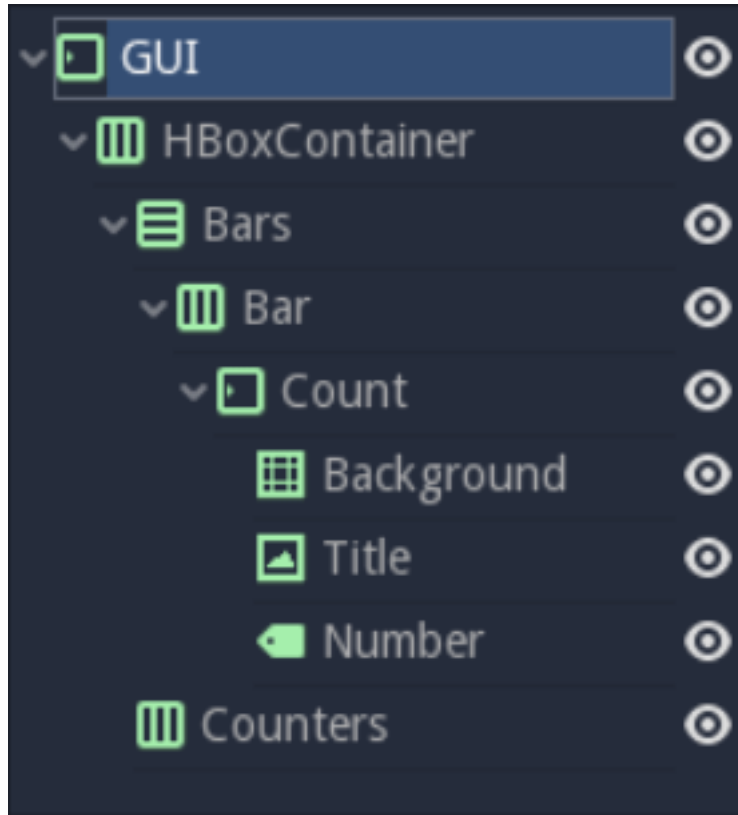 GUI
HBoxContainer
Bars
Bar
Count
Background
Title
Number
Counters